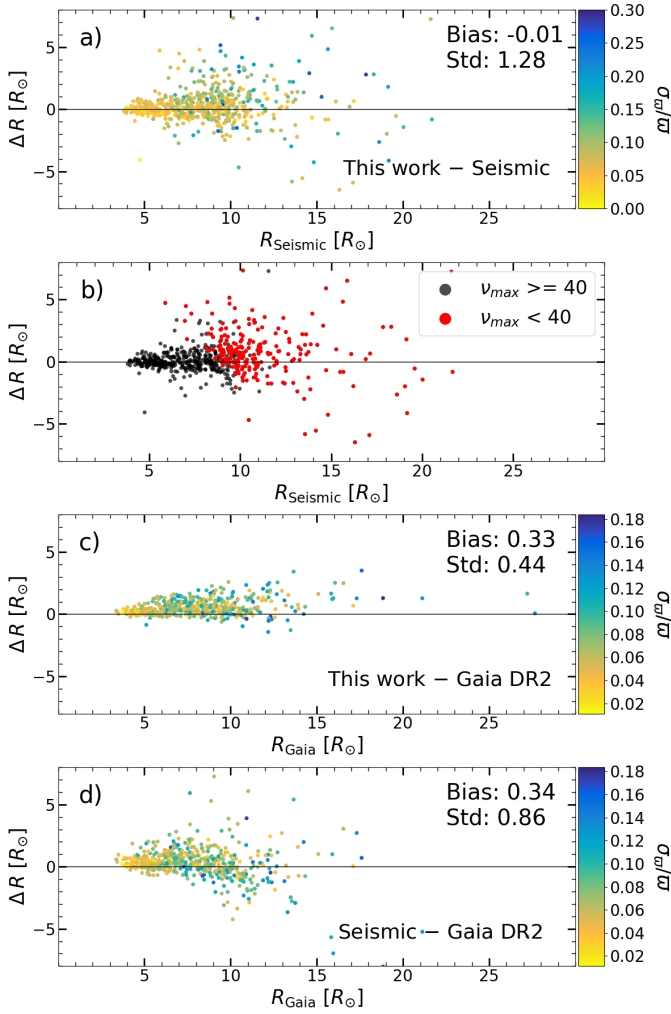 a)
Bias: -0.01
Std: 1.28
This work − Seismic
5
0
−5
ΔR [R⊙]
5 10 15 20 25
R_Seismic [R⊙]
0.30
0.25
0.20
0.15
0.10
0.05
0.00
σ_ϖ/ϖ
b)
ν_max >= 40
ν_max < 40
5
0
−5
ΔR [R⊙]
5 10 15 20 25
R_Seismic [R⊙]
c)
Bias: 0.33
Std: 0.44
This work − Gaia DR2
5
0
−5
ΔR [R⊙]
5 10 15 20 25
R_Gaia [R⊙]
0.18
0.16
0.14
0.12
0.10
0.08
0.06
0.04
0.02
σ_ϖ/ϖ
d)
Bias: 0.34
Std: 0.86
Seismic − Gaia DR2
5
0
−5
ΔR [R⊙]
5 10 15 20 25
R_Gaia [R⊙]
0.18
0.16
0.14
0.12
0.10
0.08
0.06
0.04
0.02
σ_ϖ/ϖ